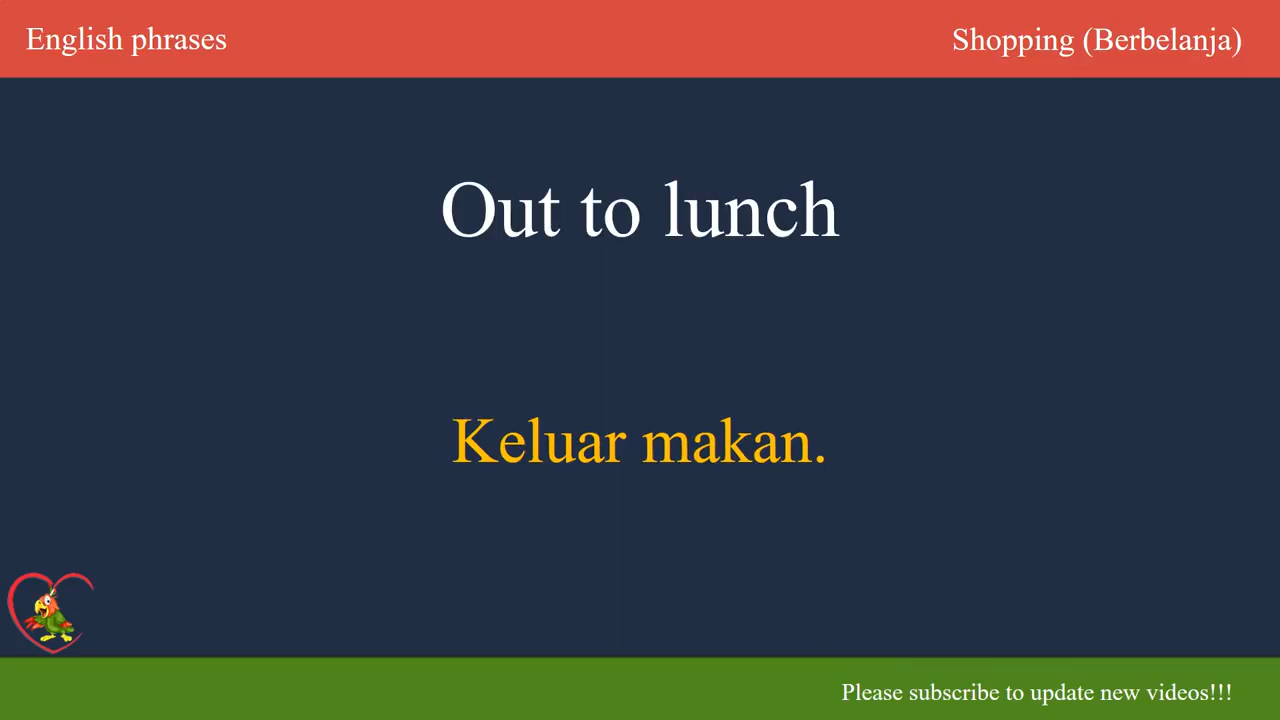 English phrases
Shopping (Berbelanja)
Out to lunch
Keluar makan.
Please subscribe to update new videos!!!